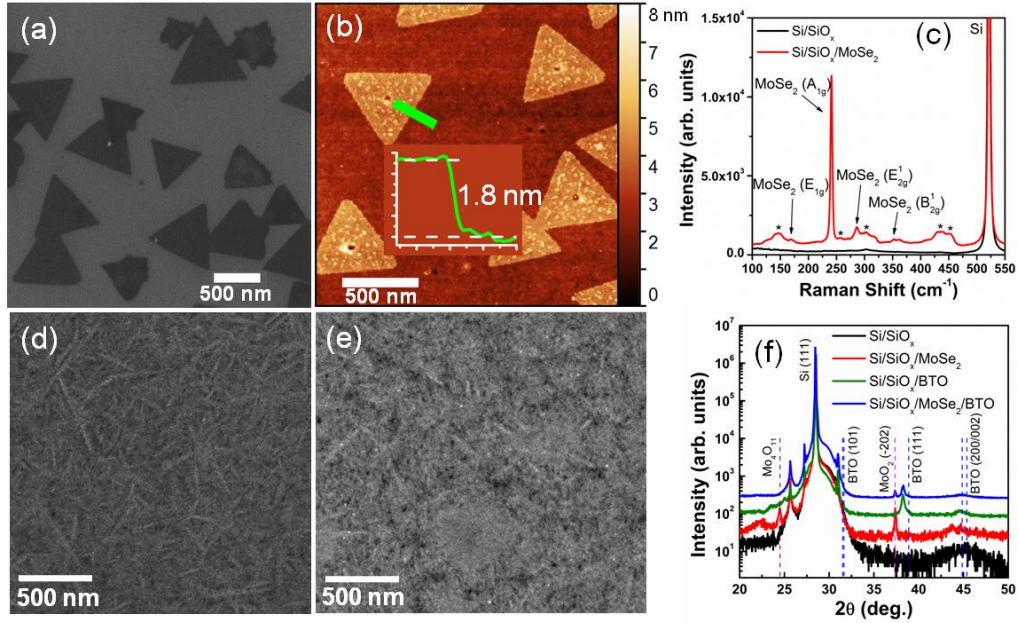 (a)
500 nm
(b)
1.8 nm
500 nm
8 nm
7
6
5
4
3
2
1
0
(c)
Intensity (arb. units)
1.5x10⁴
1.0x10⁴
5.0x10³
0.0
Si/SiOₓ
Si/SiOₓ/MoSe₂
Si
MoSe₂ (A₁g)
MoSe₂ (E₁g)
MoSe₂ (E¹₂g)
MoSe₂ (B¹₂g)
* * * * *
100 150 200 250 300 350 400 450 500 550
Raman Shift (cm⁻¹)
(d)
500 nm
(e)
500 nm
(f)
Intensity (arb. units)
10⁷
10⁶
10⁵
10⁴
10³
10²
10¹
Si/SiOₓ
Si/SiOₓ/MoSe₂
Si/SiOₓ/BTO
Si/SiOₓ/MoSe₂/BTO
Mo₄O₁₁
Si (111)
BTO (101)
MoO₂ (-202)
BTO (111)
BTO (200/002)
20 25 30 35 40 45 50
2θ (deg.)